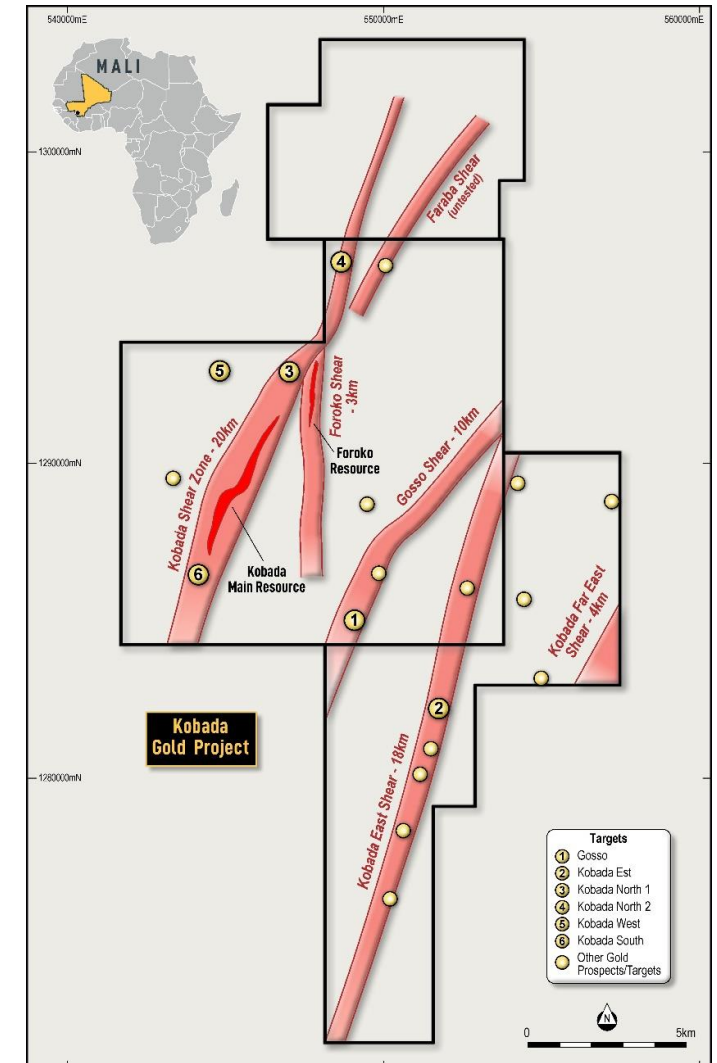 540000mE
550000mE
560000mE
MALI
1300000mN
Faraba Shear
(untested)
4
5
3
Foroko Shear
- 3km
Foroko
Resource
Kobada Shear Zone - 20km
1290000mN
Gosso Shear - 10km
Kobada
Main Resource
6
1
Kobada Far East
Shear - 4km
2
Kobada
Gold Project
Kobada East Shear - 18km
1280000mN
Targets
1 Gosso
2 Kobada Est
3 Kobada North 1
4 Kobada North 2
5 Kobada West
6 Kobada South
Other Gold
Prospects/Targets
N
0
5km